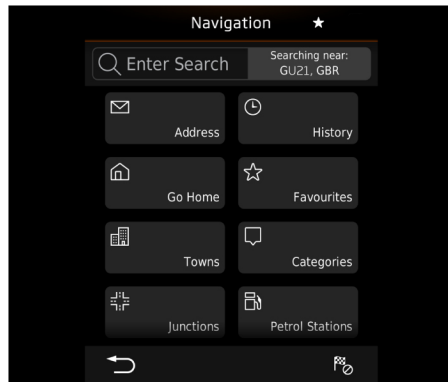 Navigation
Enter Search
Searching near:
GU21, GBR
Address
History
Go Home
Favourites
Towns
Categories
Junctions
Petrol Stations